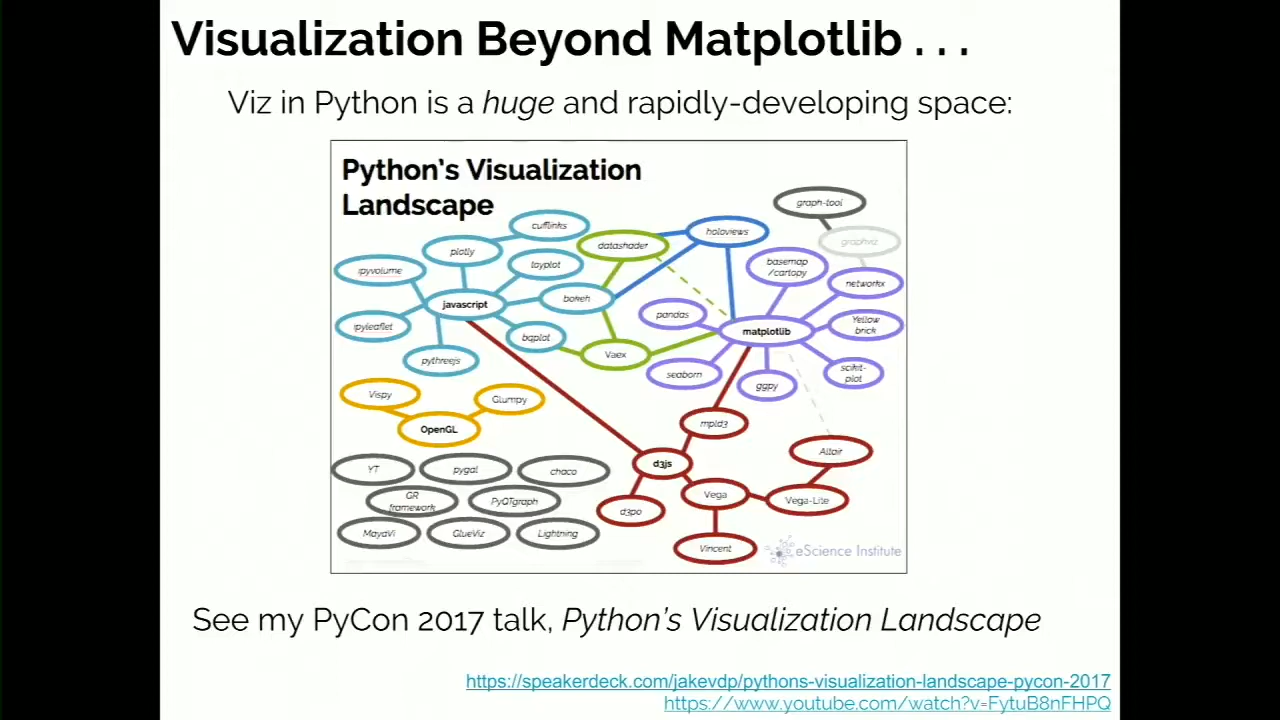 Visualization Beyond Matplotlib . . .
Viz in Python is a huge and rapidly-developing space:
Python's Visualization
Landscape
graph-tool
cufflinks
holoviews
datashader
graphviz
plotly
toyplot
basemap
/cartopy
ipyvolume
networkx
bokeh
javascript
pandas
Yellow
brick
matplotlib
ipyleaflet
bqplot
Vaex
pythreejs
seaborn
ggpy
scikit-
plot
Vispy
Glumpy
OpenGL
mpld3
d3js
Altair
YT
pygal
chaco
GR
framework
PyQTgraph
MayaVi
GlueViz
Lightning
d3po
Vega
Vega-Lite
Vincent
eScience Institute
See my PyCon 2017 talk, Python's Visualization Landscape
https://speakerdeck.com/jakevdp/pythons-visualization-landscape-pycon-2017
https://www.youtube.com/watch?v=FytuB8nFHPQ